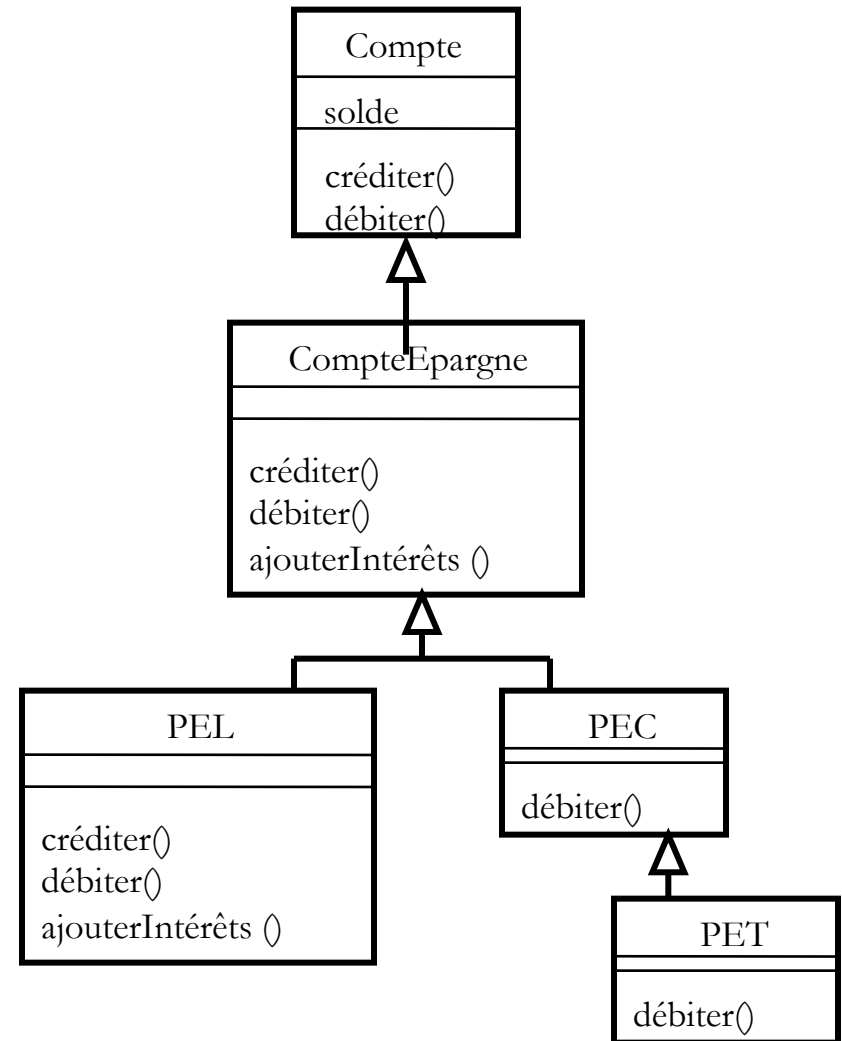 Compte
solde
créditer()
débiter()
CompteEpargne
créditer()
débiter()
ajouterIntérêts ()
PEL
créditer()
débiter()
ajouterIntérêts ()
PEC
débiter()
PET
débiter()